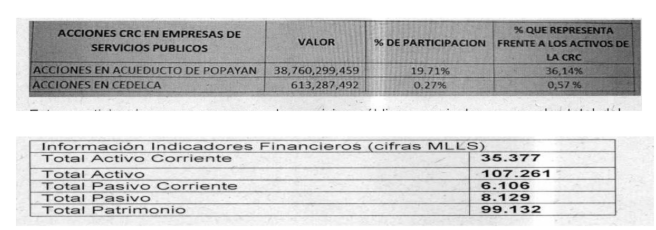 ACCIONES CRC EN EMPRESAS DE SERVICIOS PUBLICOS VALOR % DE PARTICIPACION % QUE REPRESENTA FRENTE A LOS ACTIVOS DE LA CRC
ACCIONES EN ACUEDUCTO DE POPAYAN 38,760,299,459 19.71% 36,14%
ACCIONES EN CEDELCA 613,287,492 0.27% 0,57 %
Información Indicadores Financieros (cifras MLLS)
Total Activo Corriente 35.377
Total Activo 107.261
Total Pasivo Corriente 6.106
Total Pasivo 8.129
Total Patrimonio 99.132